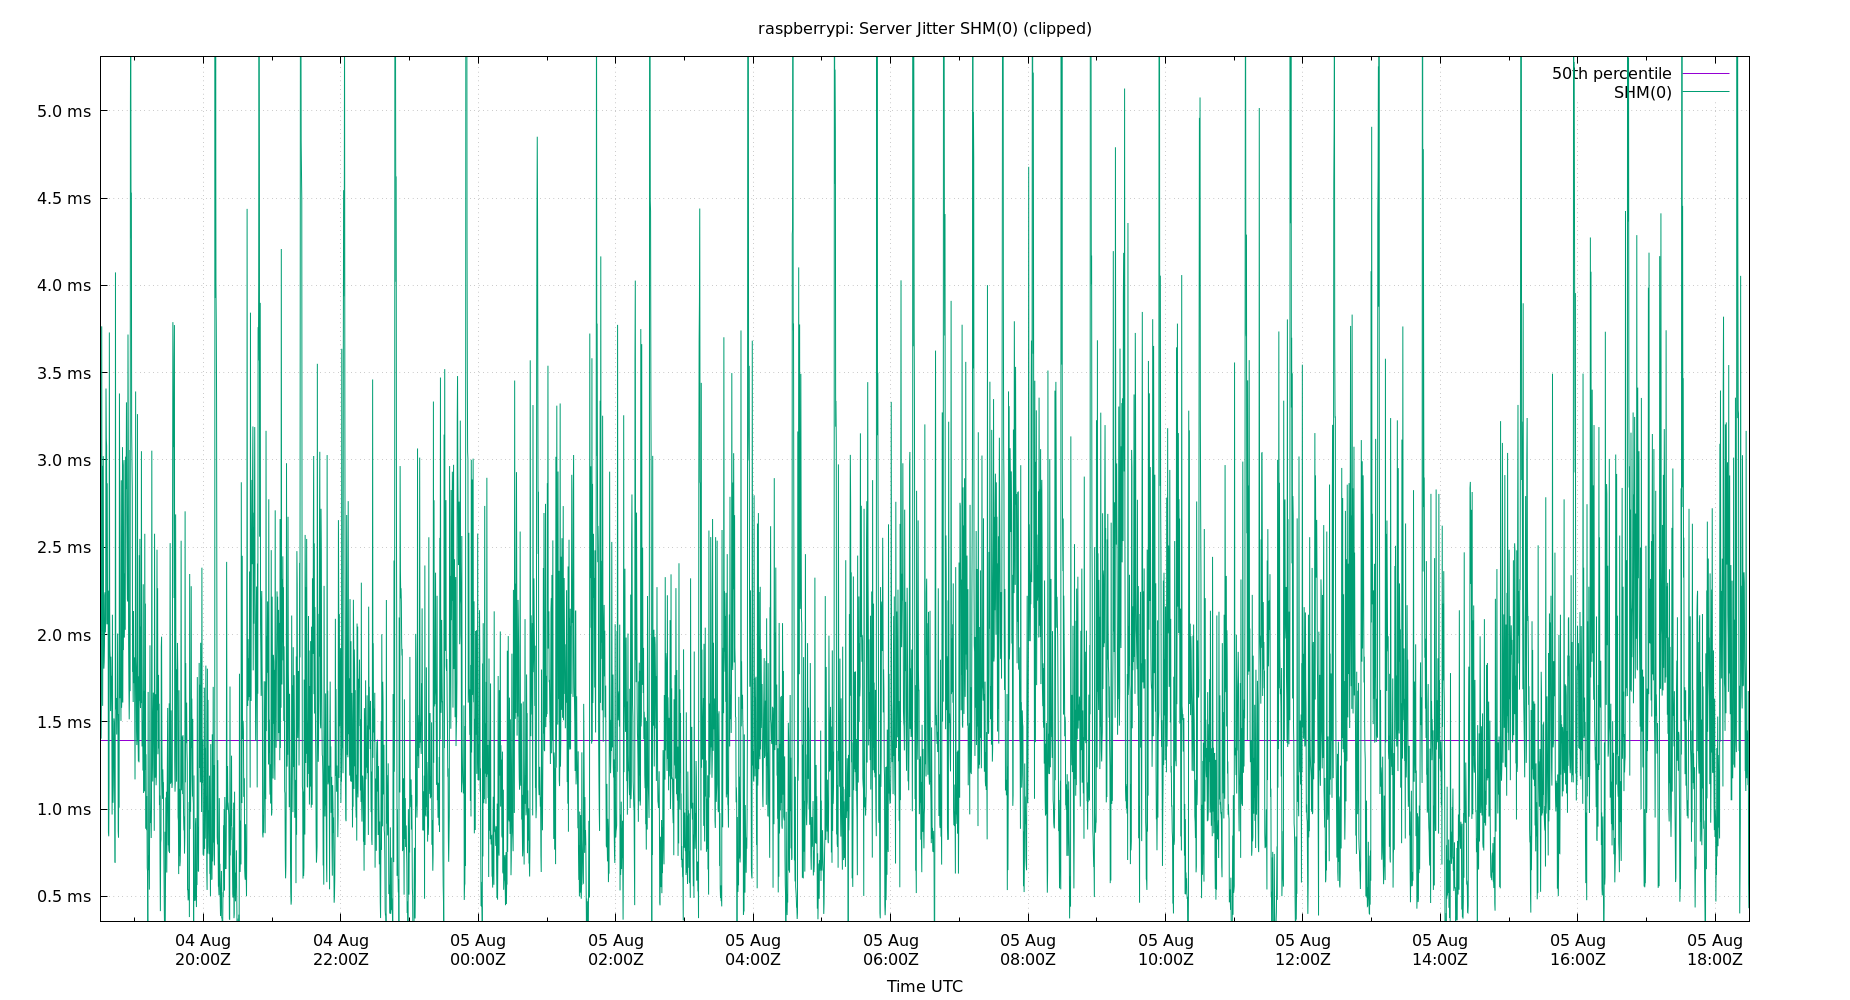 raspberrypi: Server Jitter SHM(0) (clipped)
50th percentile
SHM(0)
5.0 ms
4.5 ms
4.0 ms
3.5 ms
3.0 ms
2.5 ms
2.0 ms
1.5 ms
1.0 ms
0.5 ms
04 Aug 04 Aug 05 Aug 05 Aug 05 Aug 05 Aug 05 Aug 05 Aug 05 Aug 05 Aug 05 Aug 05 Aug
20:00Z 22:00Z 00:00Z 02:00Z 04:00Z 06:00Z 08:00Z 10:00Z 12:00Z 14:00Z 16:00Z 18:00Z
Time UTC